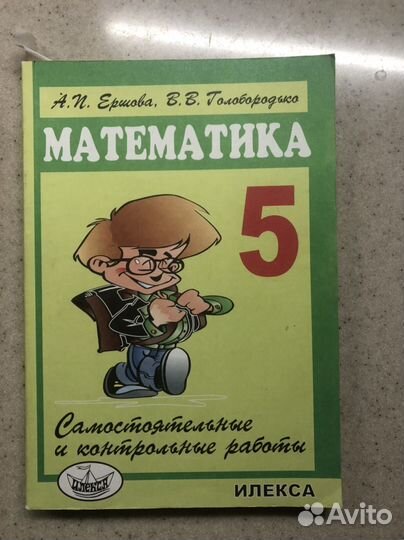 А.П. Ершова, В.В. Голобородько
МАТЕМАТИКА
5
Самостоятельные
и контрольные работы
ИЛЕКСА
ИЛЕКСА
Avito